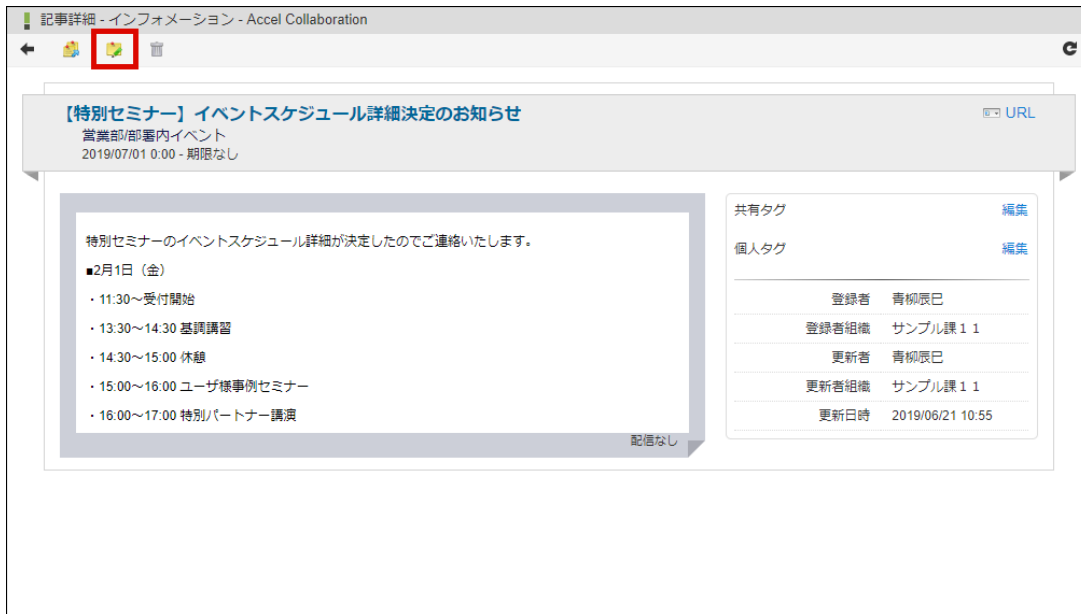 記事詳細 - インフォメーション - Accel Collaboration
【特別セミナー】イベントスケジュール詳細決定のお知らせ
URL
営業部/部署内イベント
2019/07/01 0:00 - 期限なし
特別セミナーのイベントスケジュール詳細が決定したのでご連絡いたします。
■2月1日（金）
・11:30～受付開始
・13:30～14:30 基調講習
・14:30～15:00 休憩
・15:00～16:00 ユーザ様事例セミナー
・16:00～17:00 特別パートナー講演
配信なし
共有タグ 編集
個人タグ 編集
登録者 青柳辰巳
登録者組織 サンプル課１１
更新者 青柳辰巳
更新者組織 サンプル課１１
更新日時 2019/06/21 10:55